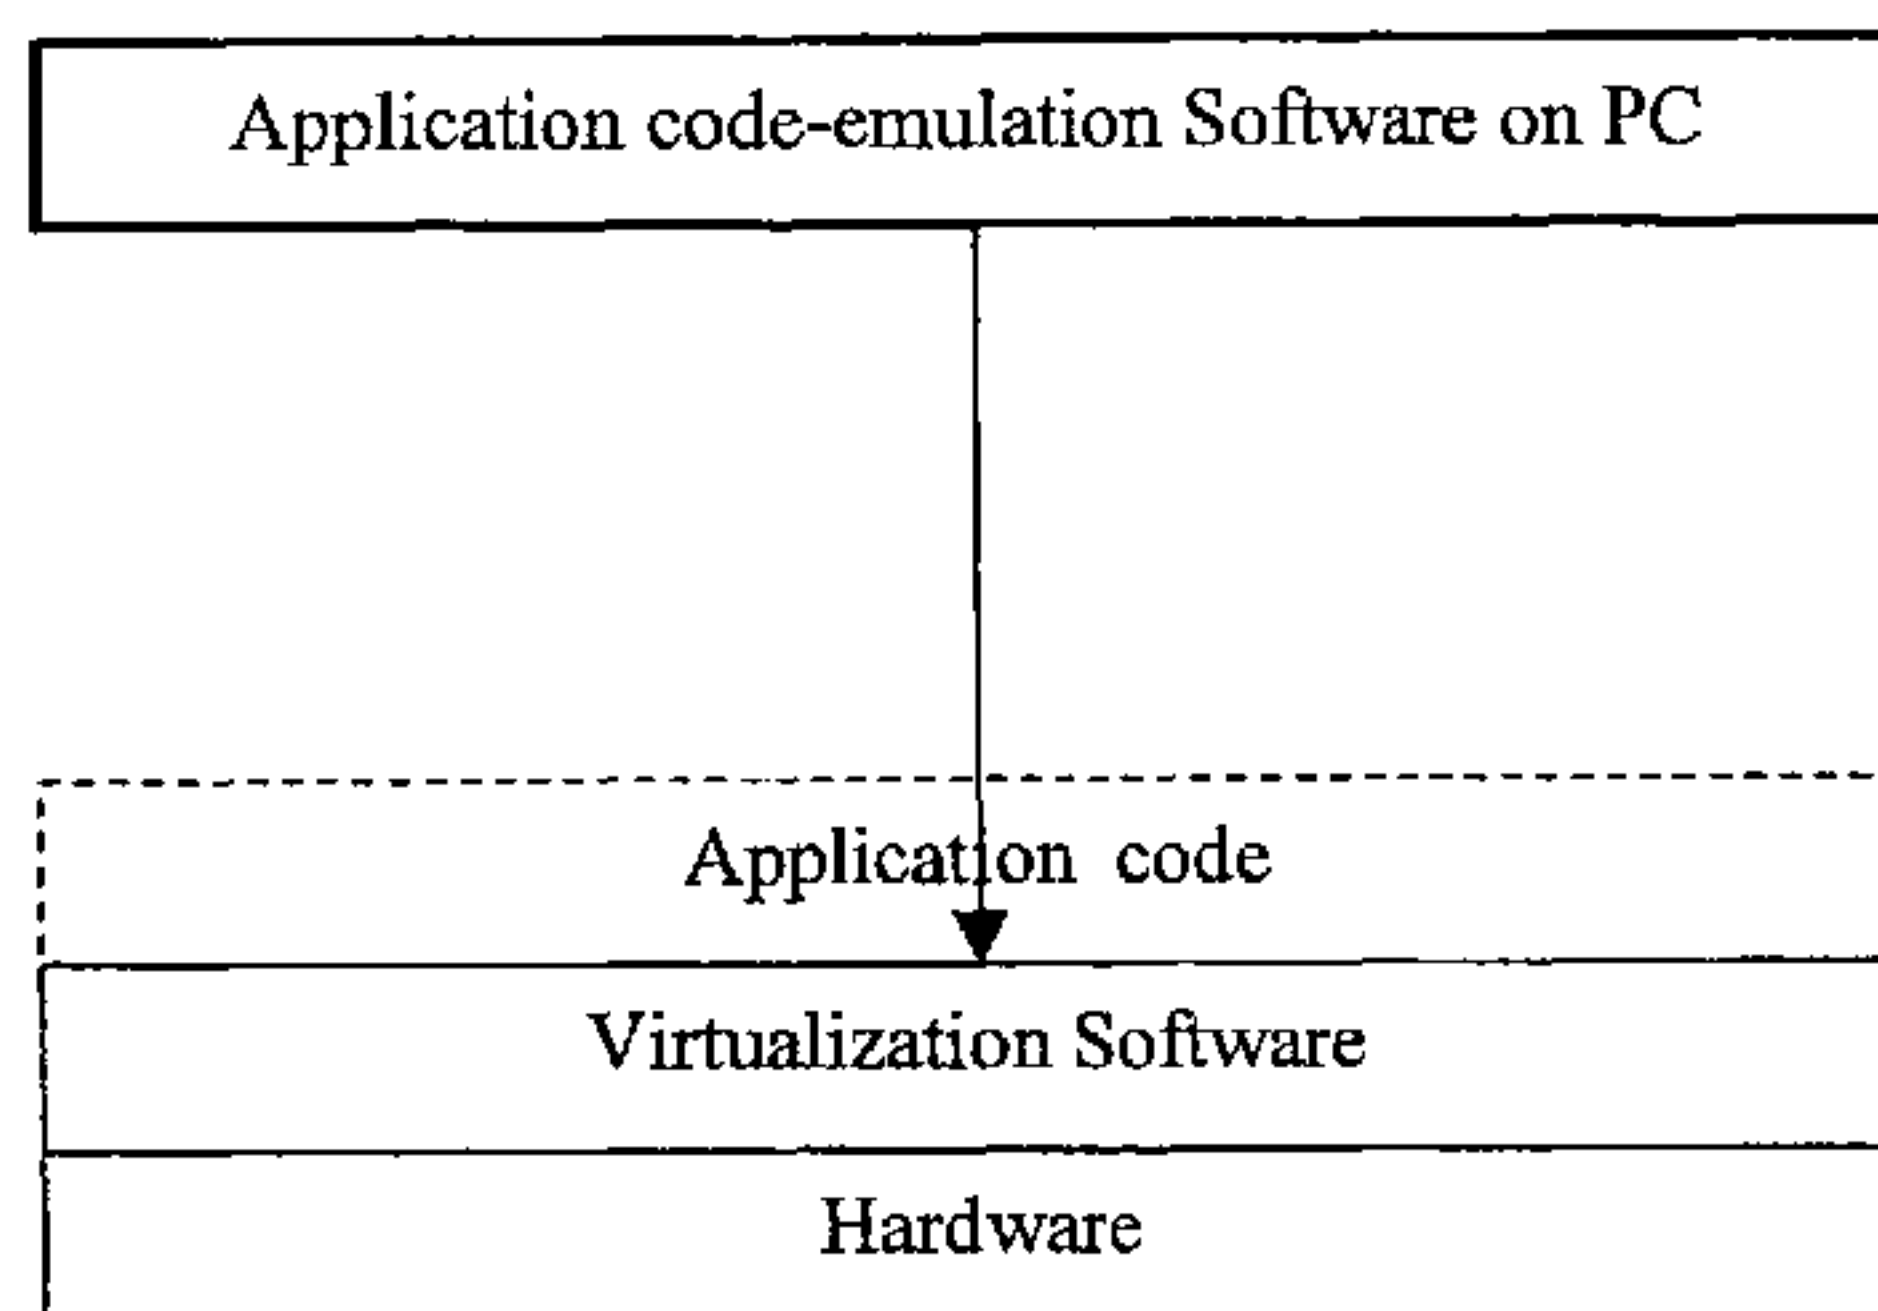 Application code-emulation Software on PC
Application code
Virtualization Software
Hardware